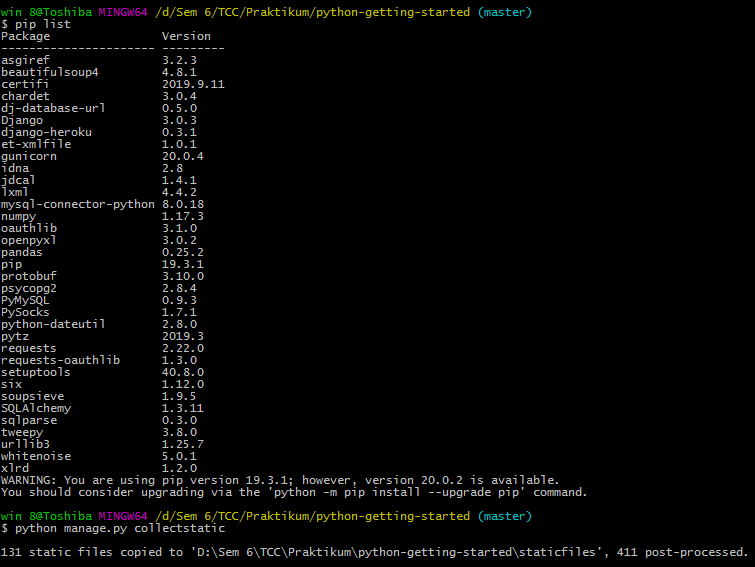 win 8@Toshiba MINGW64 /d/Sem 6/TCC/Praktikum/python-getting-started (master)
$ pip list
Package Version
---------------------- ---------
asgiref 3.2.3
beautifulsoup4 4.8.1
certifi 2019.9.11
chardet 3.0.4
dj-database-url 0.5.0
Django 3.0.3
django-heroku 0.3.1
et-xmlfile 1.0.1
gunicorn 20.0.4
idna 2.8
jdcal 1.4.1
lxml 4.4.2
mysql-connector-python 8.0.18
numpy 1.17.3
oauthlib 3.1.0
openpyxl 3.0.2
pandas 0.25.2
pip 19.3.1
protobuf 3.10.0
psycopg2 2.8.4
PyMySQL 0.9.3
PySocks 1.7.1
python-dateutil 2.8.0
pytz 2019.3
requests 2.22.0
requests-oauthlib 1.3.0
setuptools 40.8.0
six 1.12.0
soupsieve 1.9.5
SQLAlchemy 1.3.11
sqlparse 0.3.0
tweepy 3.8.0
urllib3 1.25.7
whitenoise 5.0.1
xlrd 1.2.0
WARNING: You are using pip version 19.3.1; however, version 20.0.2 is available.
You should consider upgrading via the 'python -m pip install --upgrade pip' command.
win 8@Toshiba MINGW64 /d/Sem 6/TCC/Praktikum/python-getting-started (master)
$ python manage.py collectstatic
131 static files copied to 'D:\Sem 6\TCC\Praktikum\python-getting-started\staticfiles', 411 post-processed.